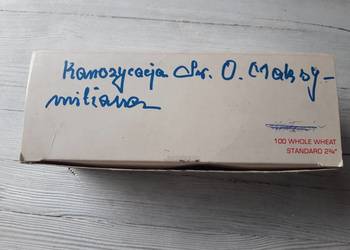 Kanonizacja Św. O. Maksy-
miliana
100 WHOLE WHEAT
STANDARD 2¾"